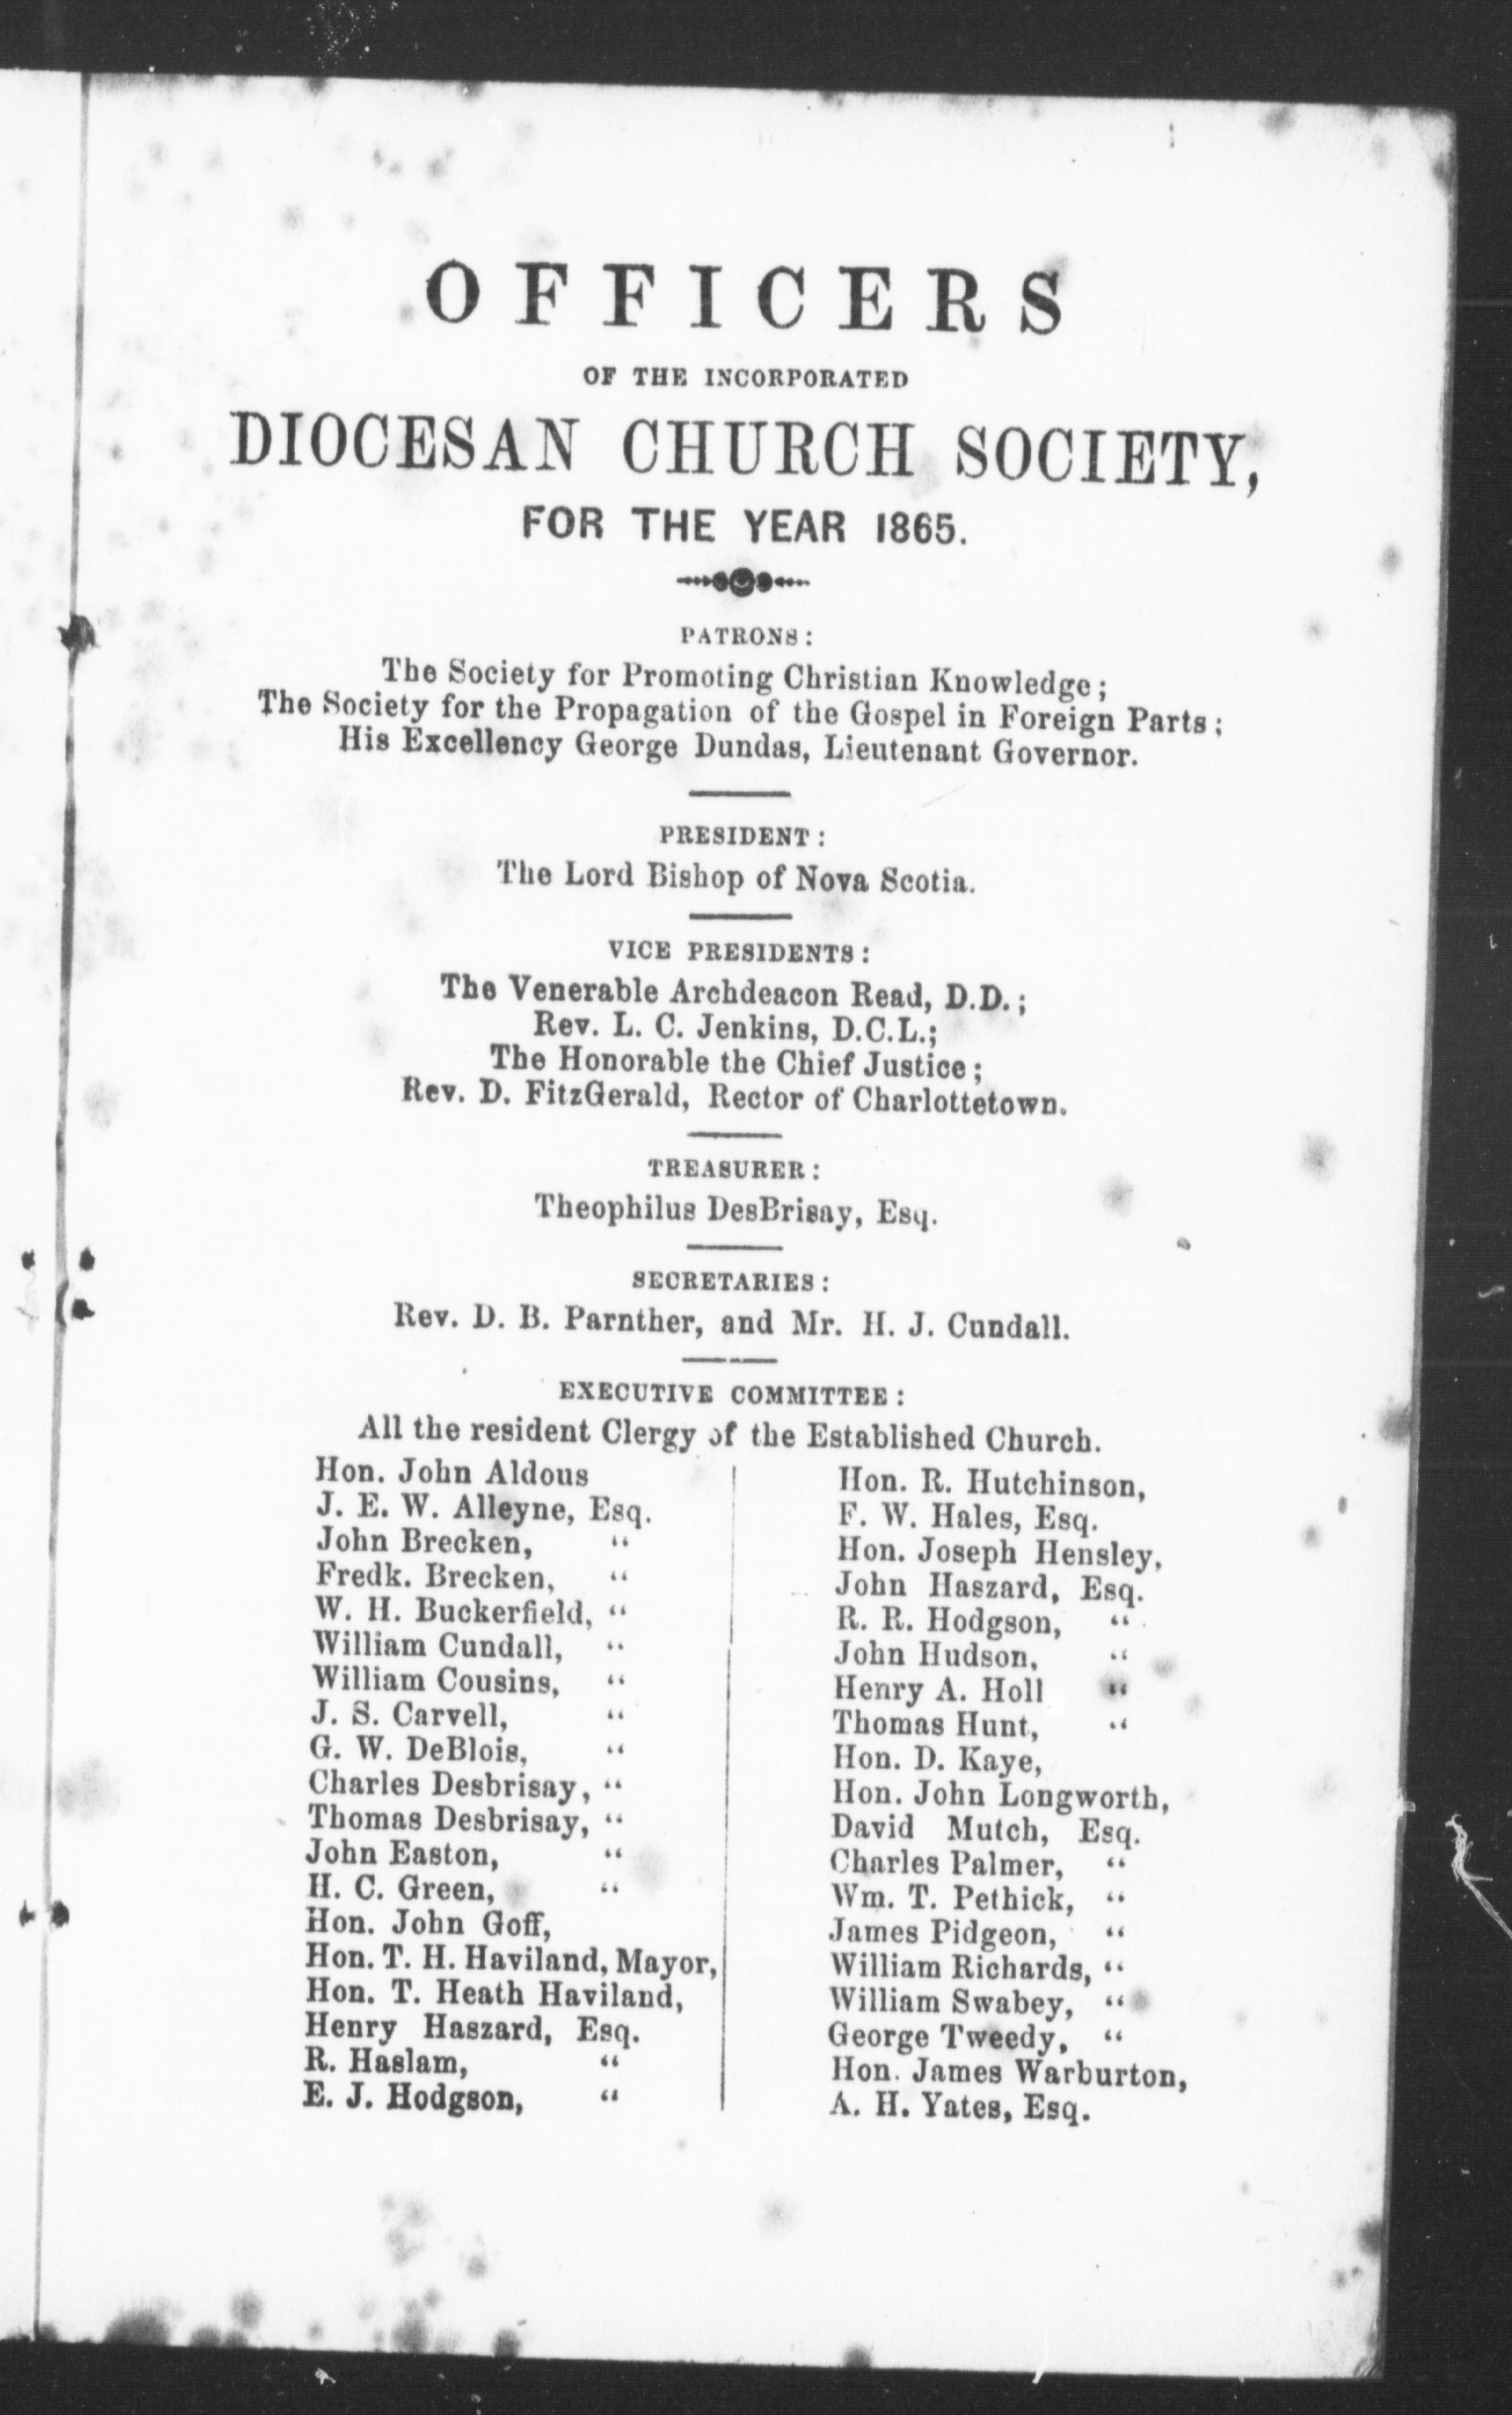 OFFICERS
OF THE INCORPORATED
DIOCESAN CHURCH SOCIETY,
FOR THE YEAR 1865.
PATRONS:
The Society for Promoting Christian Knowledge;
The Society for the Propagation of the Gospel in Foreign Parts;
His Excellency George Dundas, Lieutenant Governor.
PRESIDENT:
The Lord Bishop of Nova Scotia.
VICE PRESIDENTS:
The Venerable Archdeacon Read, D.D.;
Rev. L. C. Jenkins, D.C.L.;
The Honorable the Chief Justice;
Rev. D. FitzGerald, Rector of Charlottetown.
TREASURER:
Theophilus DesBrisay, Esq.
SECRETARIES:
Rev. D. B. Parnther, and Mr. H. J. Cundall.
EXECUTIVE COMMITTEE:
All the resident Clergy of the Established Church.
Hon. John Aldous
J. E. W. Alleyne, Esq.
John Brecken, “
Fredk. Brecken, “
W. H. Buckerfield, “
William Cundall, “
William Cousins, “
J. S. Carvell, “
G. W. DeBlois, “
Charles Desbrisay, “
Thomas Desbrisay, “
John Easton, “
H. C. Green, “
Hon. John Goff,
Hon. T. H. Haviland, Mayor,
Hon. T. Heath Haviland,
Henry Haszard, Esq.
R. Haslam, “
E. J. Hodgson, “
Hon. R. Hutchinson,
F. W. Hales, Esq.
Hon. Joseph Hensley,
John Haszard, Esq.
R. R. Hodgson, “
John Hudson, “
Henry A. Holl “
Thomas Hunt, “
Hon. D. Kaye,
Hon. John Longworth,
David Mutch, Esq.
Charles Palmer, “
Wm. T. Pethick, “
James Pidgeon, “
William Richards, “
William Swabey, “
George Tweedy, “
Hon. James Warburton,
A. H. Yates, Esq.